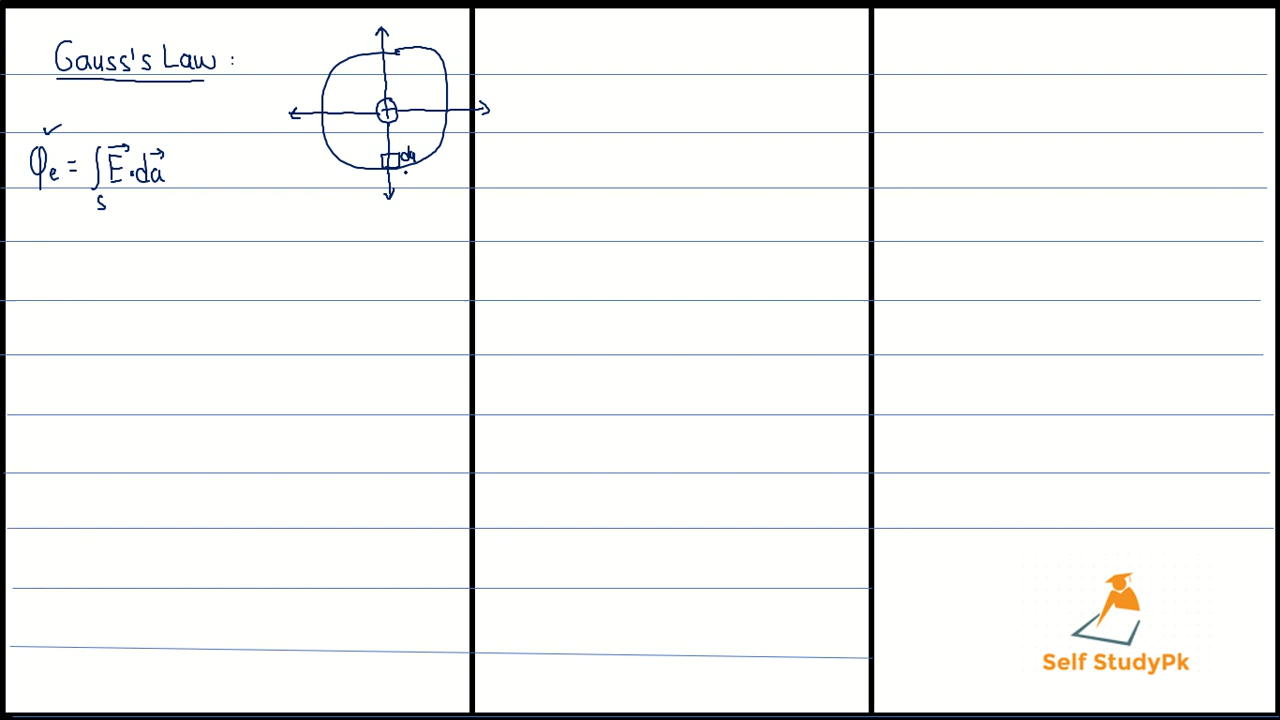 Gauss's Law :
φe = ∫s E⃗ · da⃗
+
da
Self StudyPk